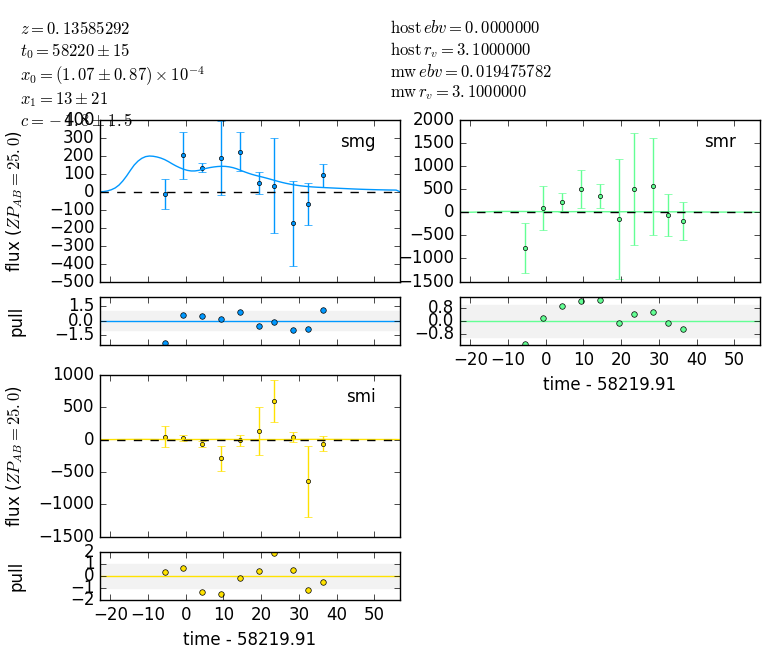 z = 0.13585292
t₀ = 58220 ± 15
x₀ = (1.07 ± 0.87) × 10⁻⁴
x₁ = 13 ± 21
host ebv = 0.0000000
host r_v = 3.1000000
mw ebv = 0.019475782
mw r_v = 3.1000000
smg
400
300
200
100
0
−100
−200
−300
−400
−500
flux (ZP_AB = 25.0)
1.5
0.0
−1.5
pull
smr
2000
1500
1000
500
0
−500
−1000
−1500
0.8
0.0
−0.8
−20 −10 0 10 20 30 40 50
time - 58219.91
smi
1000
500
0
−500
−1000
−1500
flux (ZP_AB = 25.0)
2
1
0
−1
−2
pull
−20 −10 0 10 20 30 40 50
time - 58219.91